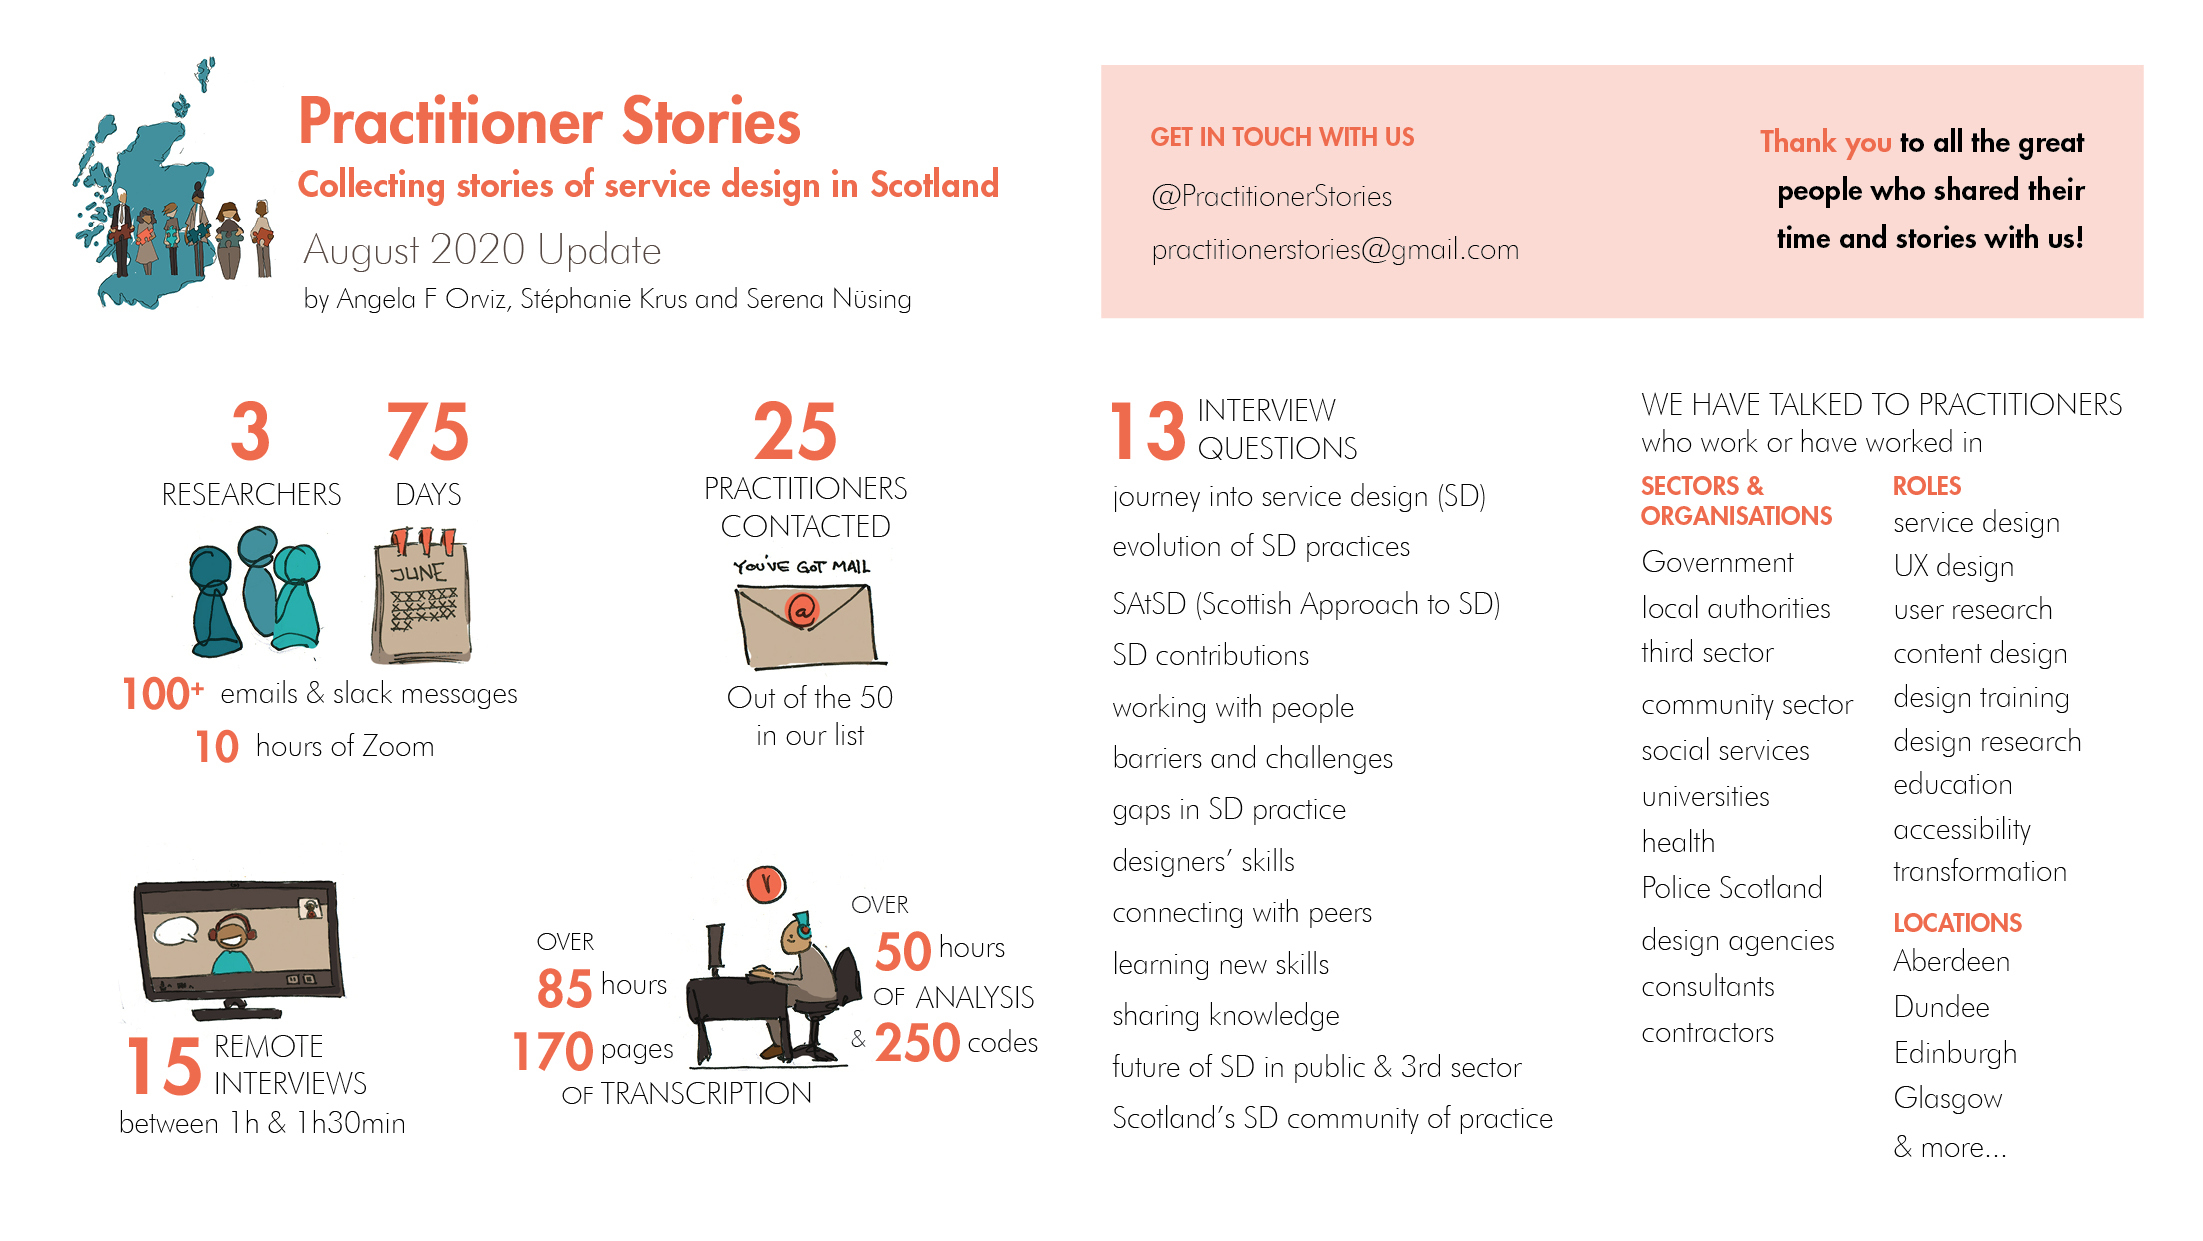 Practitioner Stories
Collecting stories of service design in Scotland
August 2020 Update
by Angela F Orviz, Stéphanie Krus and Serena Nüsing
GET IN TOUCH WITH US
@PractitionerStories
practitionerstories@gmail.com
Thank you to all the great
people who shared their
time and stories with us!
3
RESEARCHERS
75
DAYS
JUNE
100+ emails & slack messages
10 hours of Zoom
25
PRACTITIONERS
CONTACTED
YOU'VE GOT MAIL
@
Out of the 50
in our list
15 REMOTE
INTERVIEWS
between 1h & 1h30min
OVER
85 hours
170 pages
OF TRANSCRIPTION
OVER
50 hours
OF ANALYSIS
& 250 codes
13 INTERVIEW
QUESTIONS
journey into service design (SD)
evolution of SD practices
SAtSD (Scottish Approach to SD)
SD contributions
working with people
barriers and challenges
gaps in SD practice
designers’ skills
connecting with peers
learning new skills
sharing knowledge
future of SD in public & 3rd sector
Scotland’s SD community of practice
WE HAVE TALKED TO PRACTITIONERS
who work or have worked in
SECTORS &
ORGANISATIONS
Government
local authorities
third sector
community sector
social services
universities
health
Police Scotland
design agencies
consultants
contractors
ROLES
service design
UX design
user research
content design
design training
design research
education
accessibility
transformation
LOCATIONS
Aberdeen
Dundee
Edinburgh
Glasgow
& more...